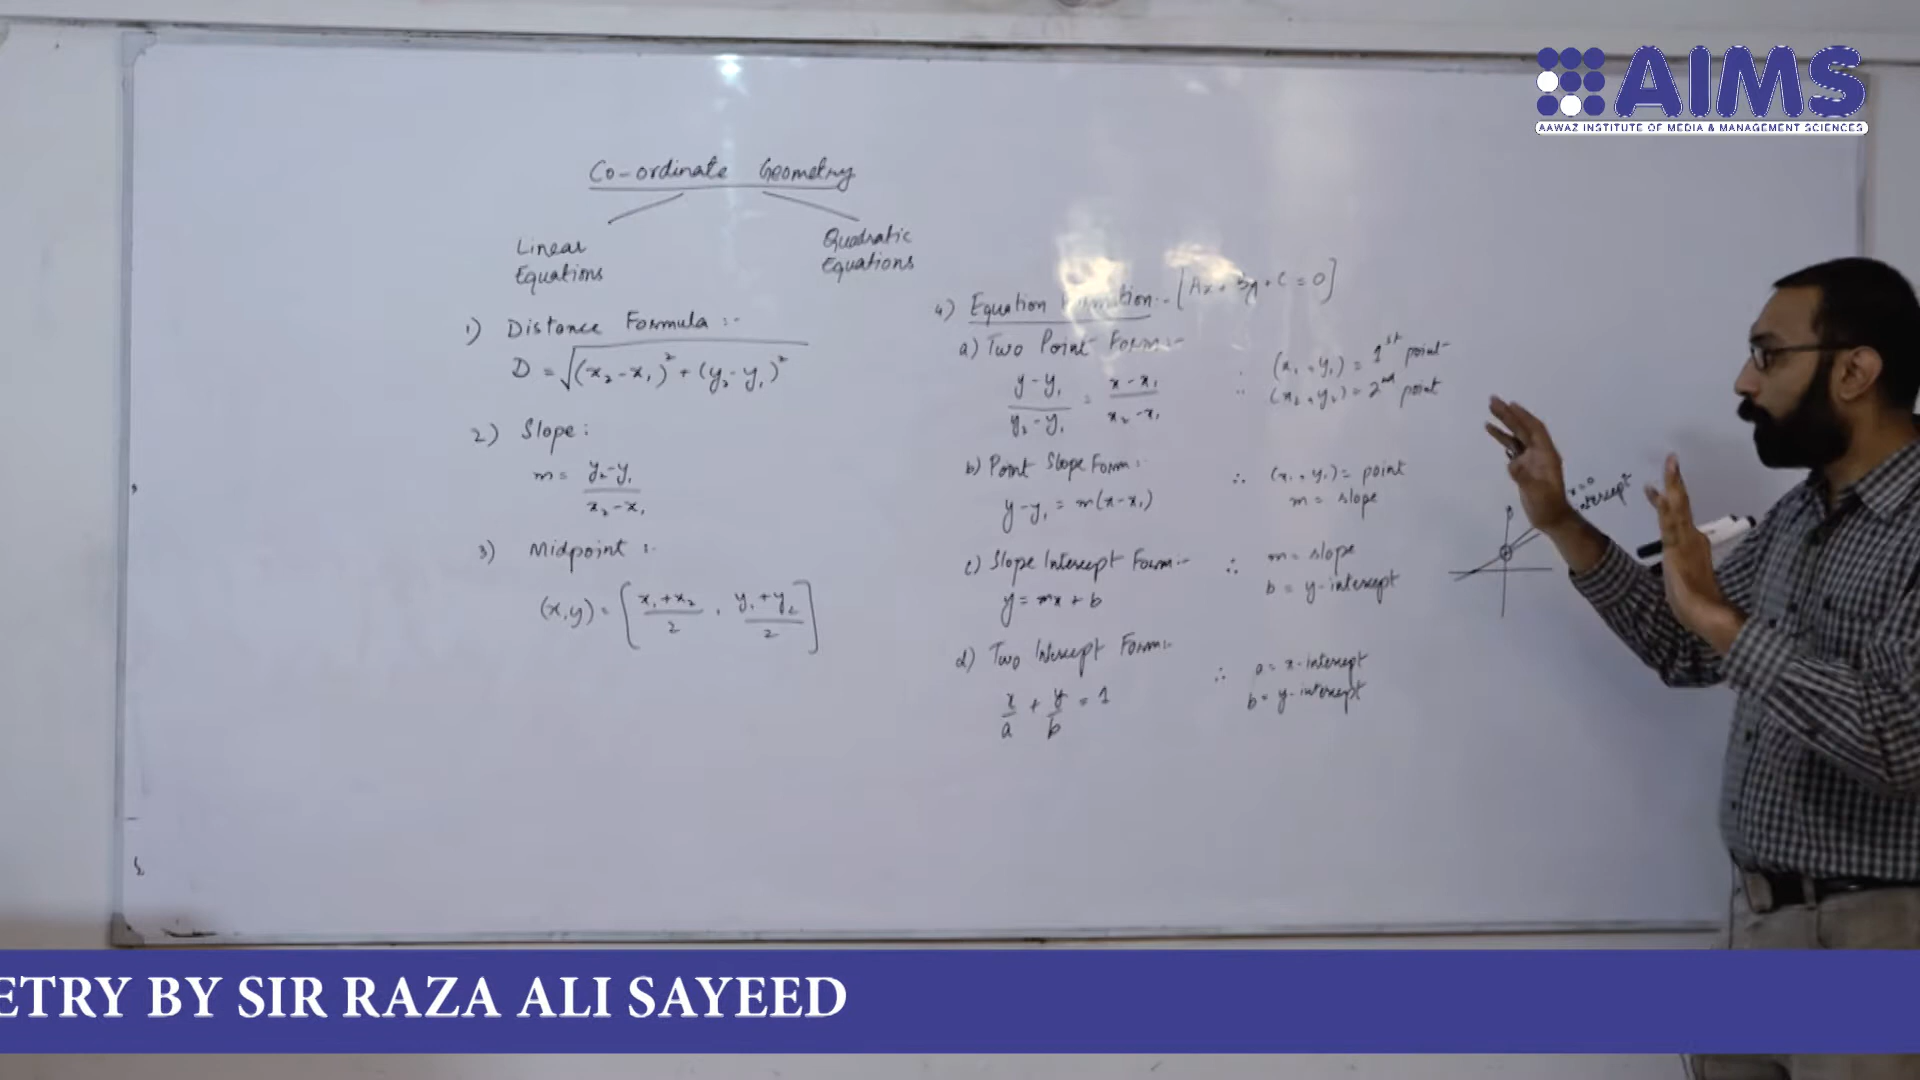 AIMS
AAWAZ INSTITUTE OF MEDIA & MANAGEMENT SCIENCES
Co-ordinate Geometry
Linear
Equations
Quadratic
Equations
1) Distance Formula :-
D = √(x₂-x₁)² + (y₂-y₁)²
2) Slope :
m = y₂-y₁ / x₂-x₁
3) Midpoint :-
(x,y) = [x₁+x₂ / 2 , y₁+y₂ / 2]
4) Equation :- [Ax + By + C = 0]
a) Two Point Form :-
y-y₁ / y₂-y₁ = x-x₁ / x₂-x₁
∴ (x₁, y₁) = 1st point
(x₂, y₂) = 2nd point
b) Point Slope Form :-
y-y₁ = m(x-x₁)
∴ (x₁, y₁) = point
m = slope
c) Slope Intercept Form :-
y = mx + b
∴ m = slope
b = y-intercept
d) Two Intercept Form :-
x/a + y/b = 1
∴ a = x-intercept
b = y-intercept
x=0
intercept
ETRY BY SIR RAZA ALI SAYEED